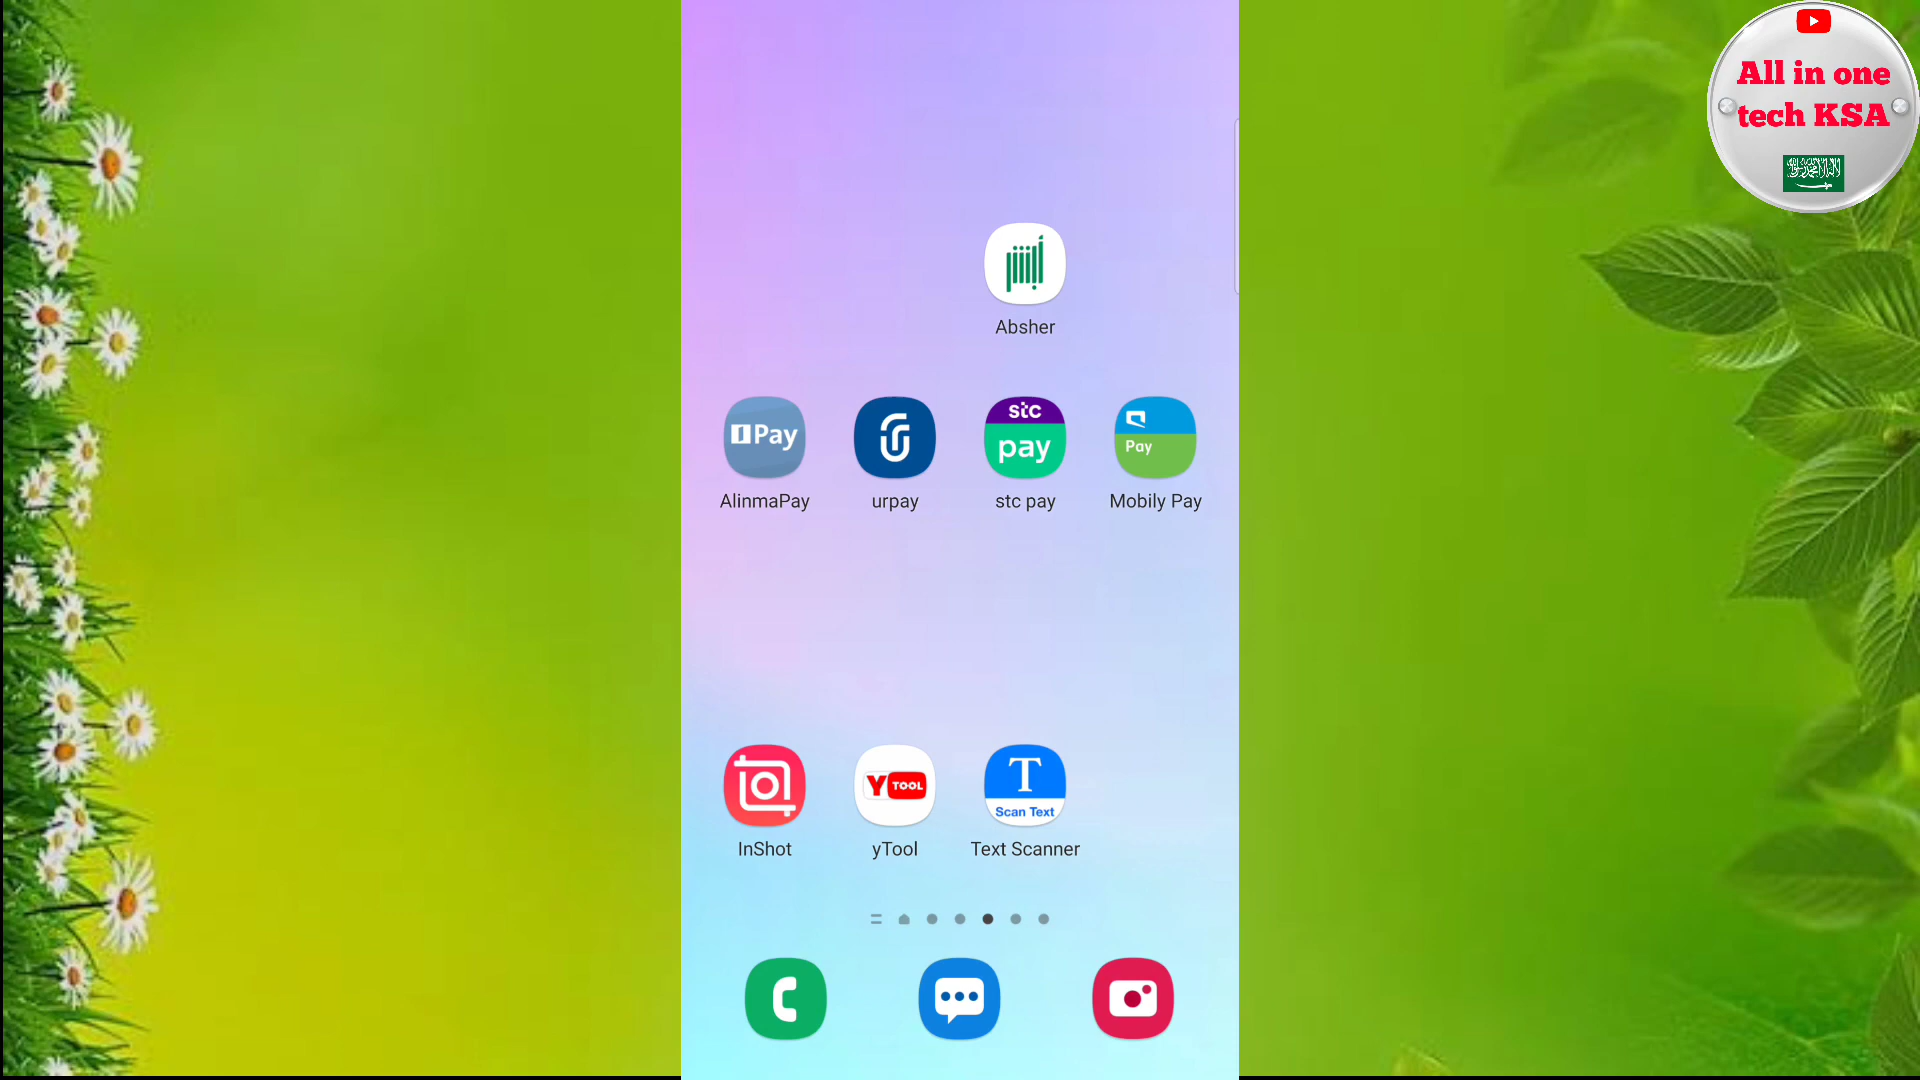 All in one
tech KSA
أبشر
Absher
Pay
stc
pay
Pay
AlinmaPay
urpay
stc pay
Mobily Pay
Y TOOL
T
Scan Text
InShot
yTool
Text Scanner